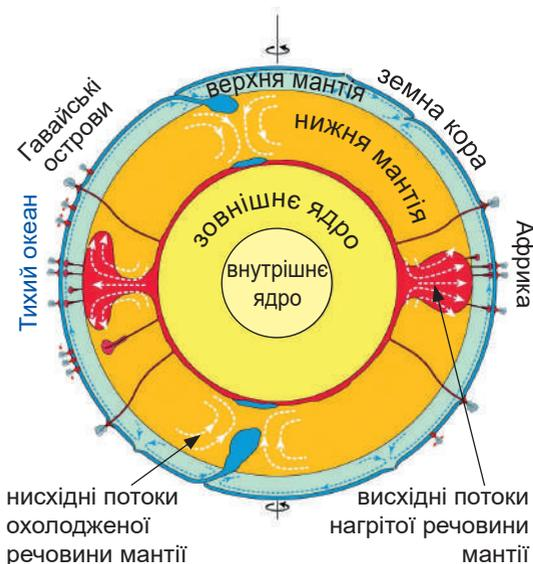 верхня мантія
земна кора
Гавайські
острови
нижня мантія
зовнішнє ядро
Тихий океан
внутрішнє
ядро
Африка
нисхідні потоки
охолодженої
речовини мантії
висхідні потоки
нагрітої речовини
мантії